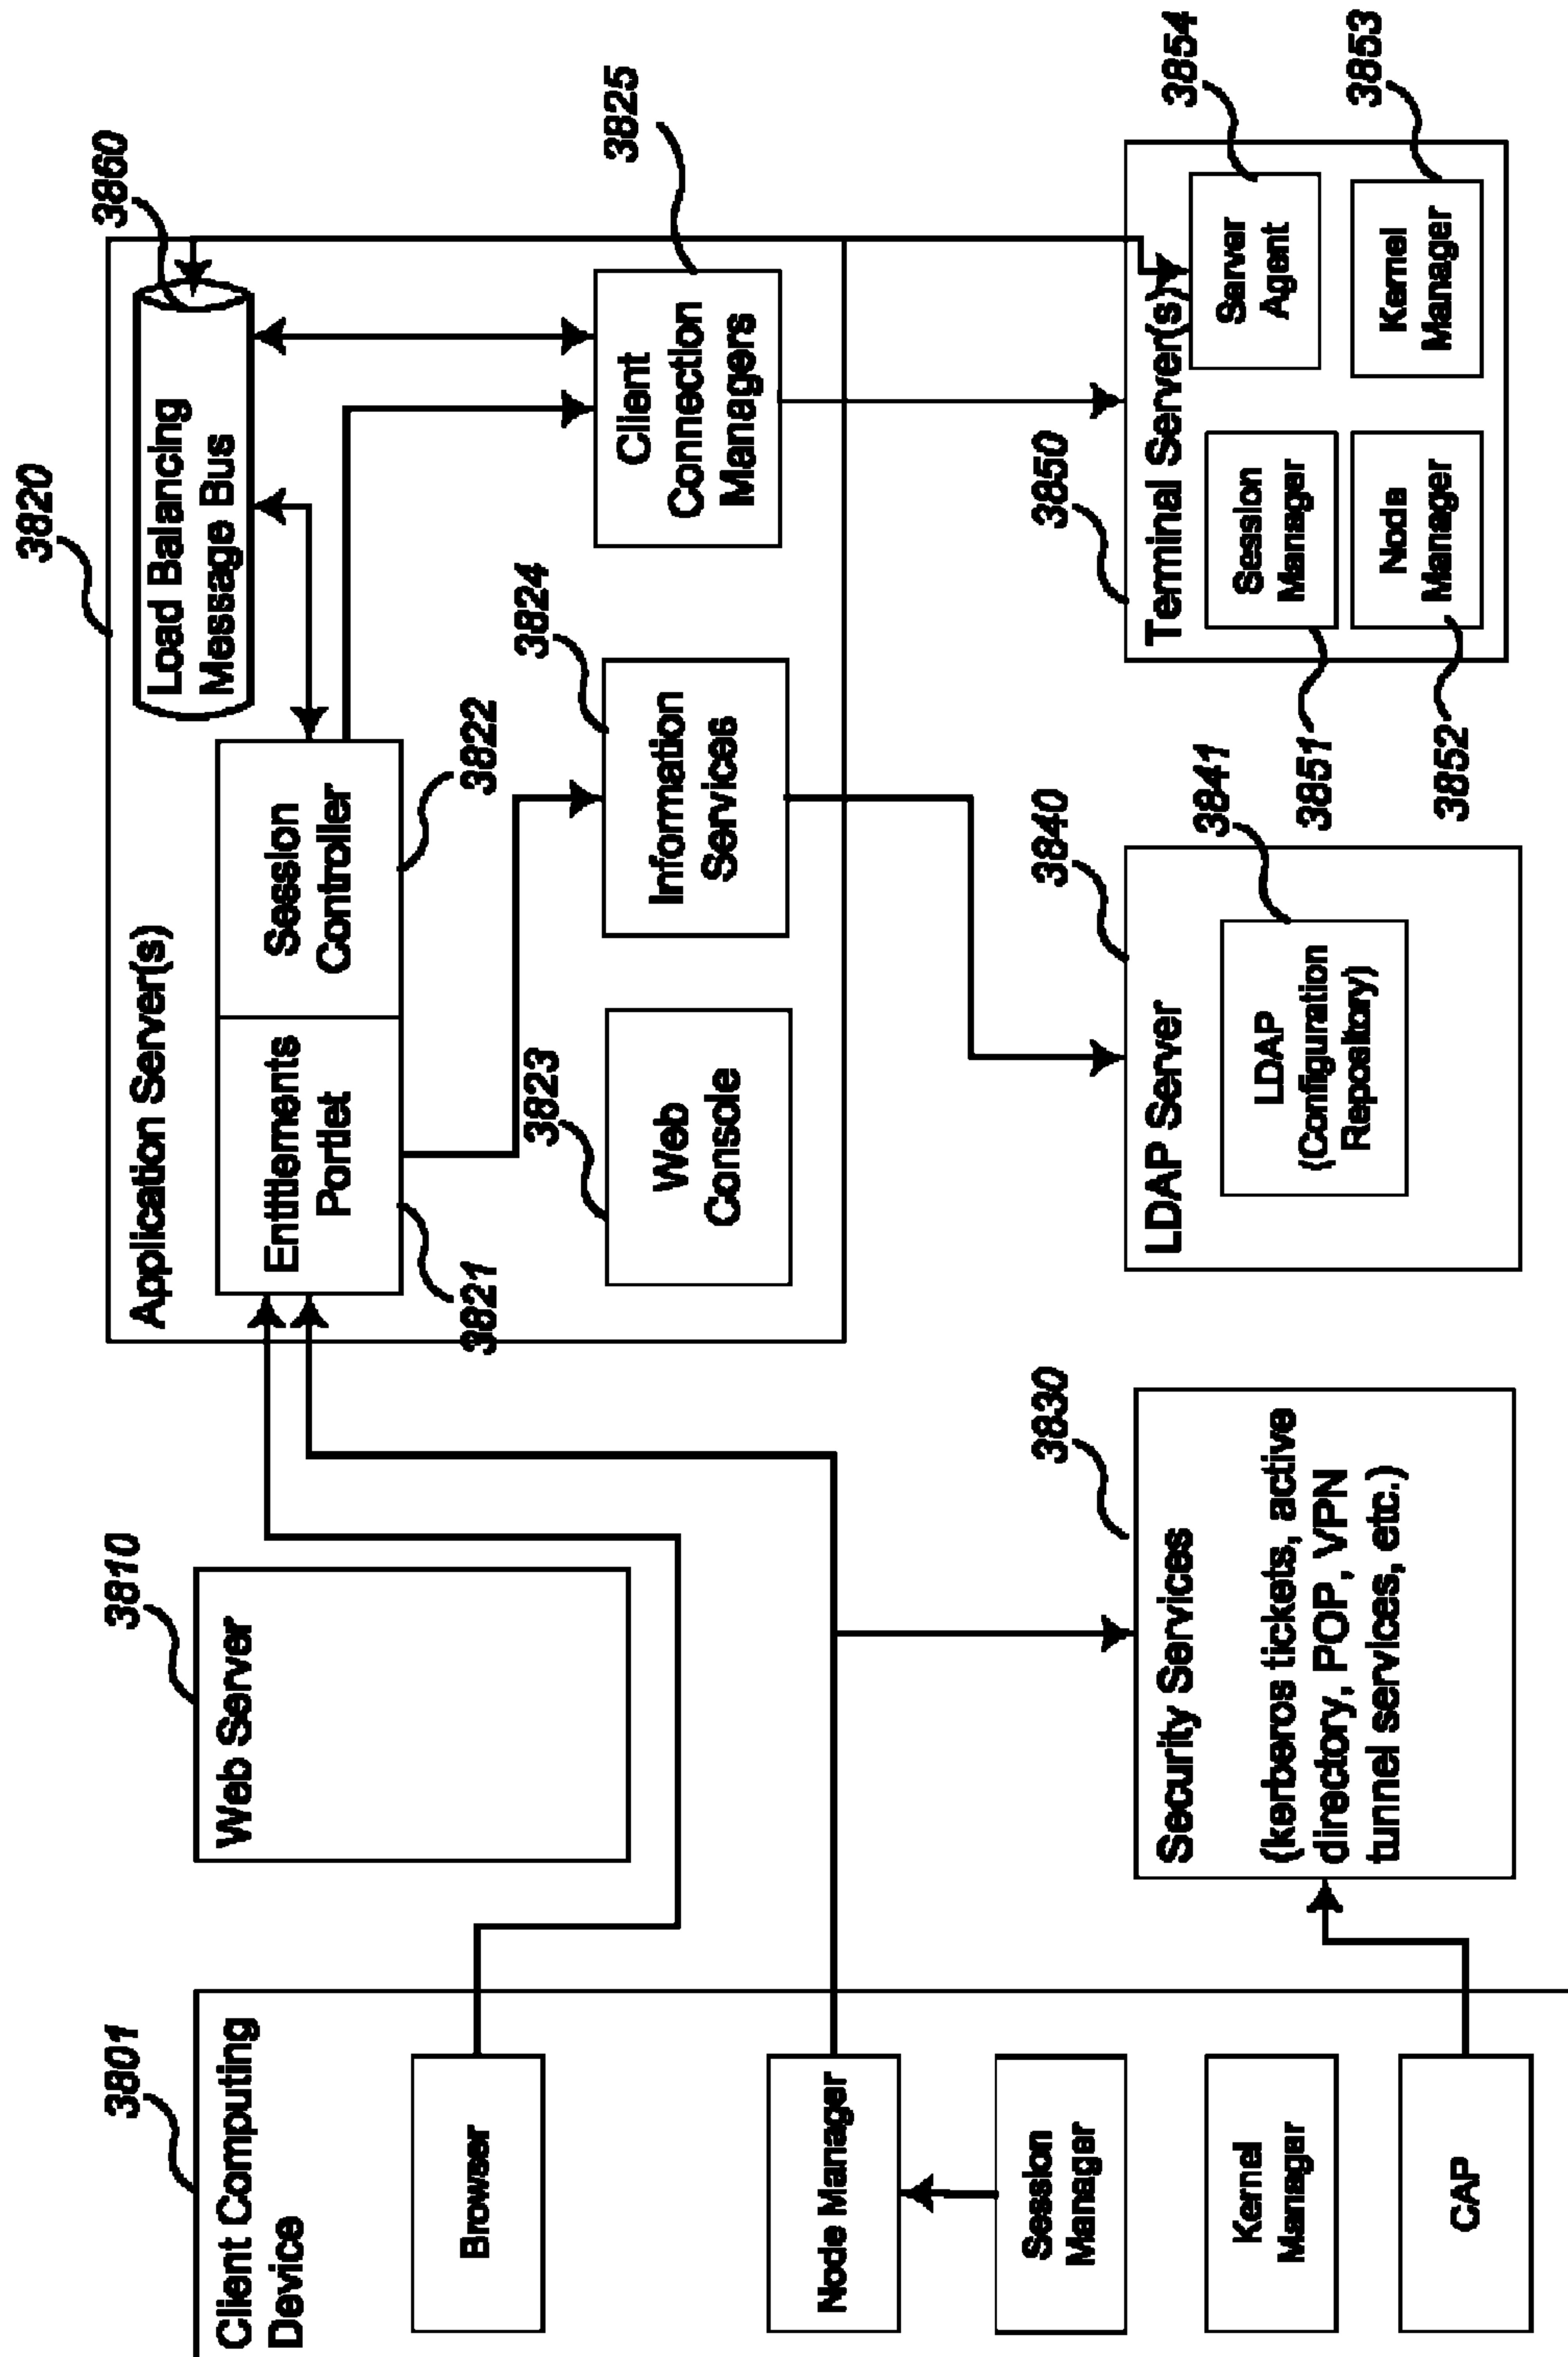 3801
Client Computing
Device
Browser
Node Manager
Session
Manager
Kernel
Manager
CAP
3810
Web Server
3830
Security Services
(kerberos tickets, active
directory, POP, VPN
tunnel services, etc.)
3820
Application Server(s)
3860
Load Balancing
Message Bus
Entitlements
Portlet
3821
Session
Controller
3822
3823
Web
Console
3824
Information
Services
3825
Client
Connection
Managers
3840
LDAP Server
3841
LDAP
(Configuration
Repository)
3850
Terminal Server(s)
Session
Manager
3851
Node
Manager
3852
Server
Agent
3854
Kernel
Manager
3853